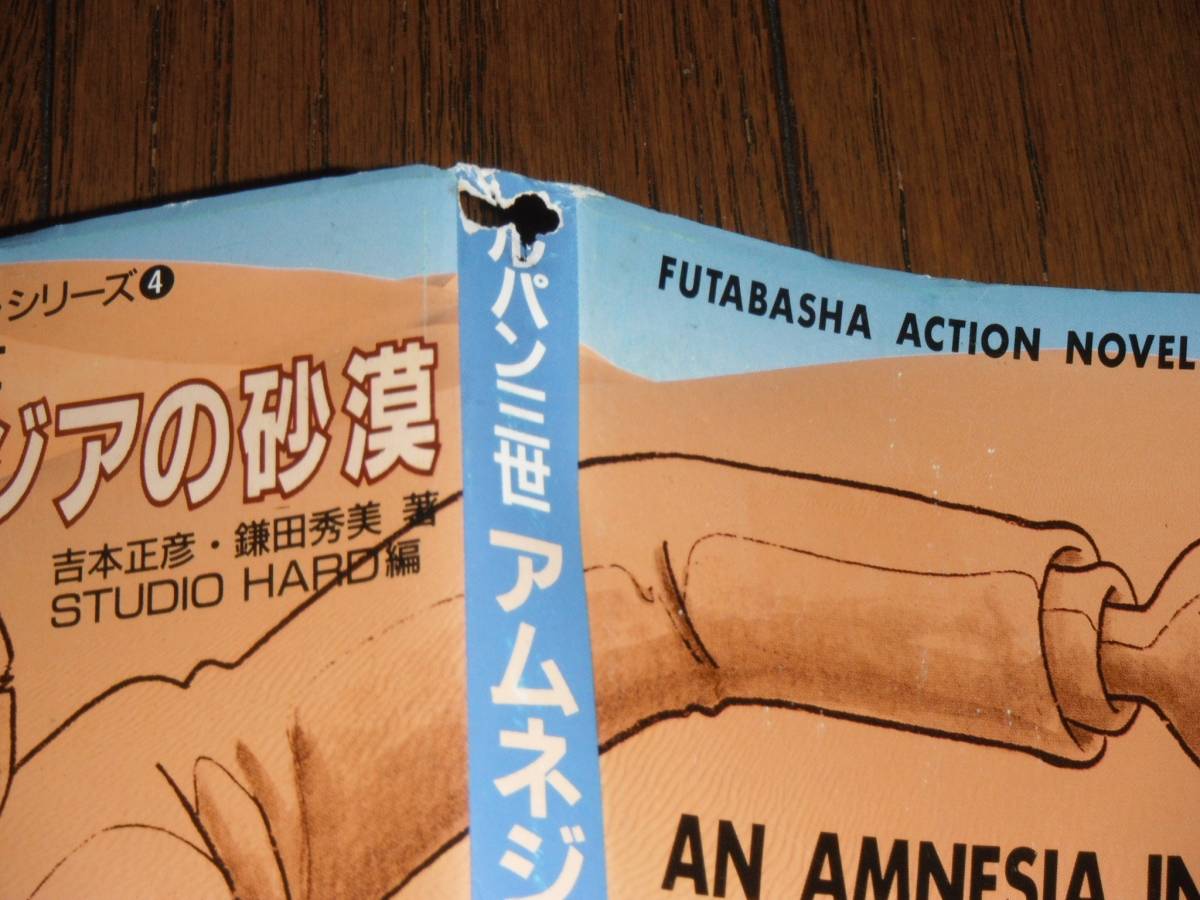 シリーズ❹
ジアの砂漠
吉本正彦・鎌田秀美 著
STUDIO HARD編
ルパン三世 アムネジ
FUTABASHA ACTION NOVEL
AN AMNESIA IN